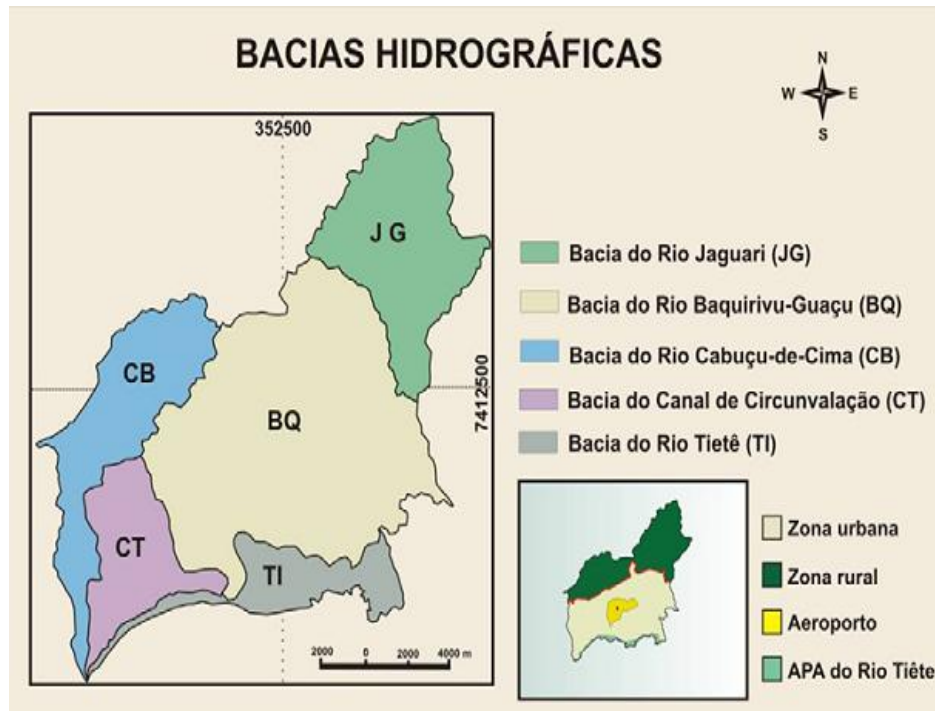 BACIAS HIDROGRÁFICAS
N
W E
S
352500
J G
CB
7412500
BQ
CT
TI
2000 0 2000 4000 m
Bacia do Rio Jaguari (JG)
Bacia do Rio Baquirivu-Guaçu (BQ)
Bacia do Rio Cabuçu-de-Cima (CB)
Bacia do Canal de Circunvalação (CT)
Bacia do Rio Tietê (TI)
Zona urbana
Zona rural
Aeroporto
APA do Rio Tiête